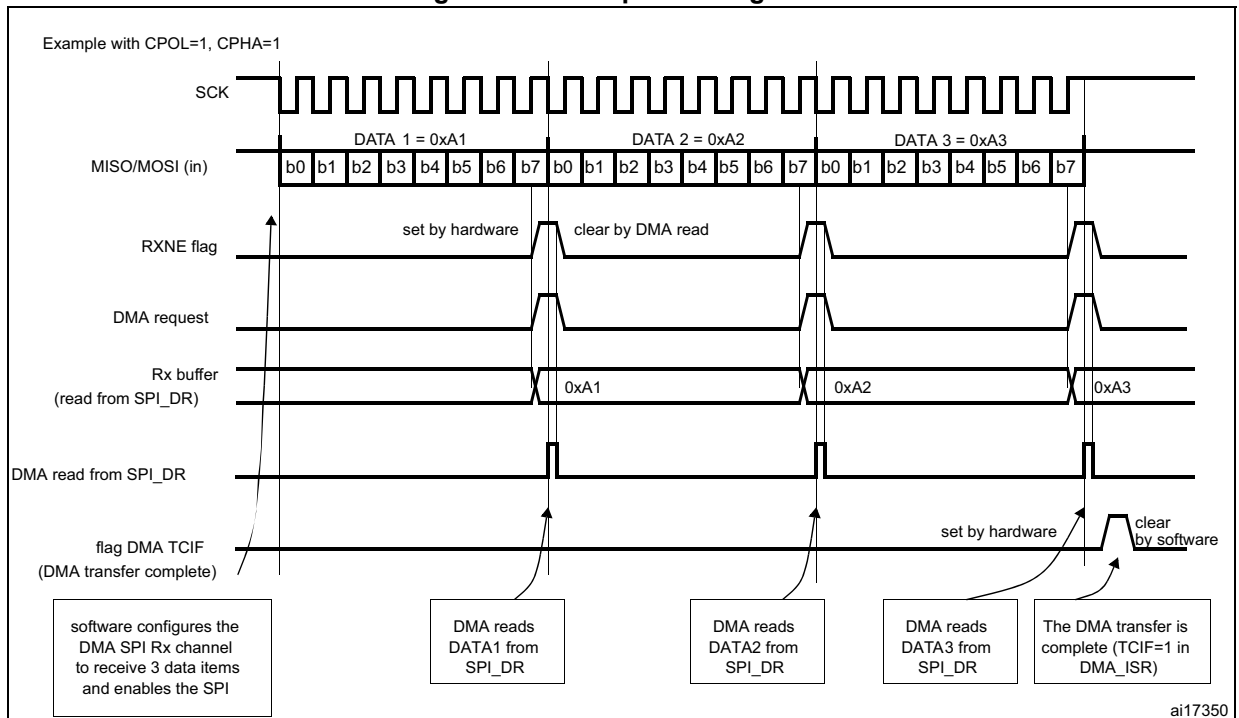 Example with CPOL=1, CPHA=1
SCK
DATA 1 = 0xA1
DATA 2 = 0xA2
DATA 3 = 0xA3
MISO/MOSI (in)
b0 b1 b2 b3 b4 b5 b6 b7 b0 b1 b2 b3 b4 b5 b6 b7 b0 b1 b2 b3 b4 b5 b6 b7
set by hardware
clear by DMA read
RXNE flag
DMA request
Rx buffer
(read from SPI_DR)
0xA1
0xA2
0xA3
DMA read from SPI_DR
flag DMA TCIF
(DMA transfer complete)
set by hardware
clear
by software
software configures the
DMA SPI Rx channel
to receive 3 data items
and enables the SPI
DMA reads
DATA1 from
SPI_DR
DMA reads
DATA2 from
SPI_DR
DMA reads
DATA3 from
SPI_DR
The DMA transfer is
complete (TCIF=1 in
DMA_ISR)
ai17350